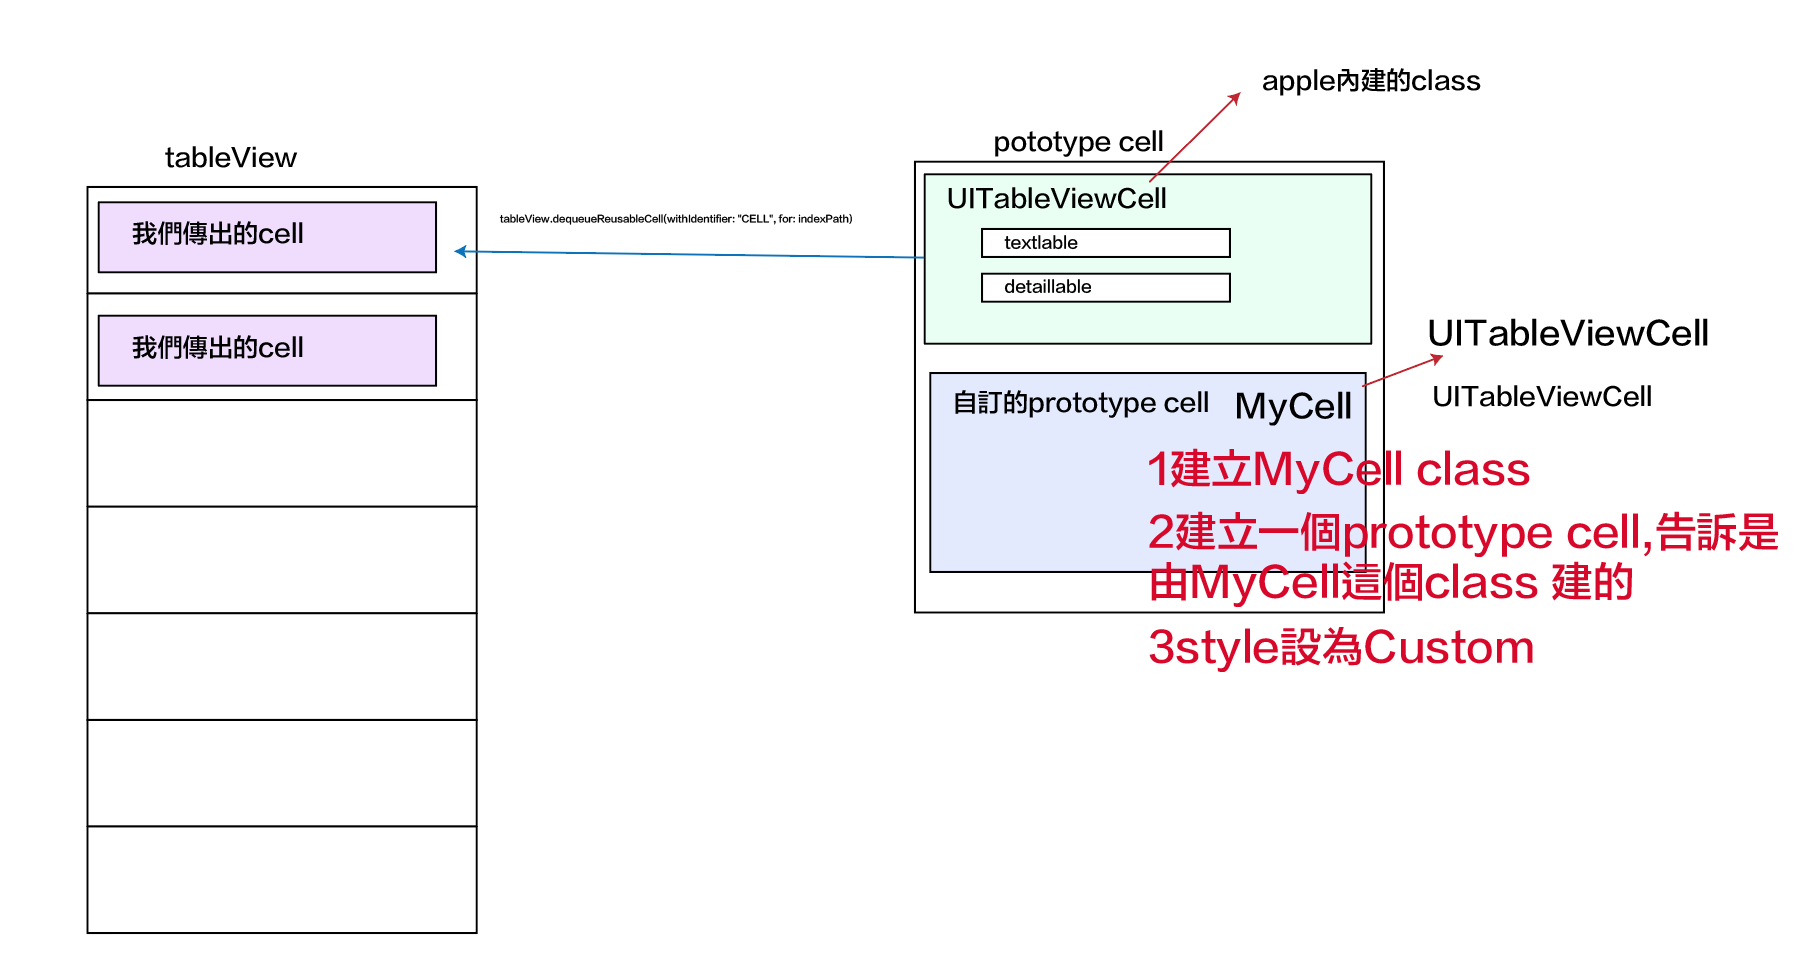 apple內建的class
pototype cell
tableView
UITableViewCell
我們傳出的cell
tableView.dequeueReusableCell(withIdentifier: "CELL", for: indexPath)
textlable
detaillable
我們傳出的cell
UITableViewCell
自訂的prototype cell
MyCell
UITableViewCell
1建立MyCell class
2建立一個prototype cell,告訴是
由MyCell這個class 建的
3style設為Custom